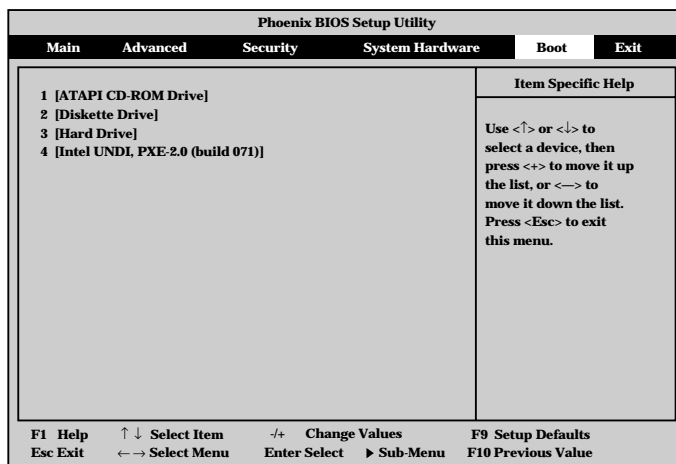 Phoenix BIOS Setup Utility
Main Advanced Security System Hardware Boot Exit
1 [ATAPI CD-ROM Drive]
2 [Diskette Drive]
3 [Hard Drive]
4 [Intel UNDI, PXE-2.0 (build 071)]
Item Specific Help
Use <↑> or <↓> to
select a device, then
press <+> to move it up
the list, or <—> to
move it down the list.
Press <Esc> to exit
this menu.
F1 Help ↑ ↓ Select Item -/+ Change Values F9 Setup Defaults
Esc Exit ← → Select Menu Enter Select ▶ Sub-Menu F10 Previous Value